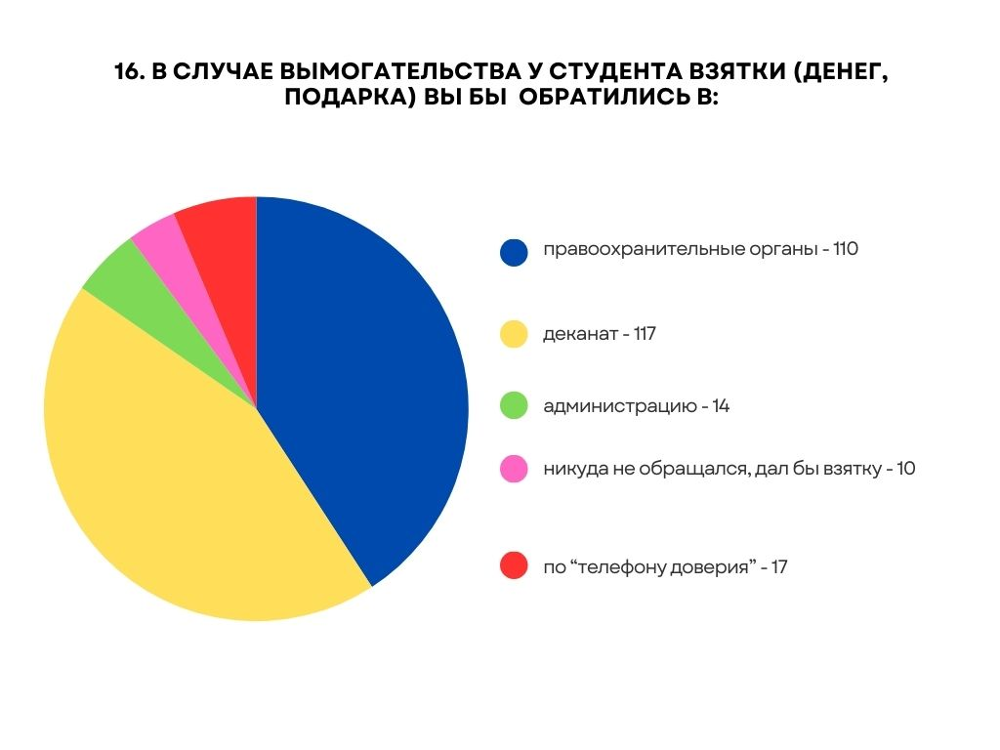 16. В СЛУЧАЕ ВЫМОГАТЕЛЬСТВА У СТУДЕНТА ВЗЯТКИ (ДЕНЕГ,
ПОДАРКА) ВЫ БЫ ОБРАТИЛИСЬ В:
правоохранительные органы - 110
деканат - 117
администрацию - 14
никуда не обращался, дал бы взятку - 10
по “телефону доверия” - 17